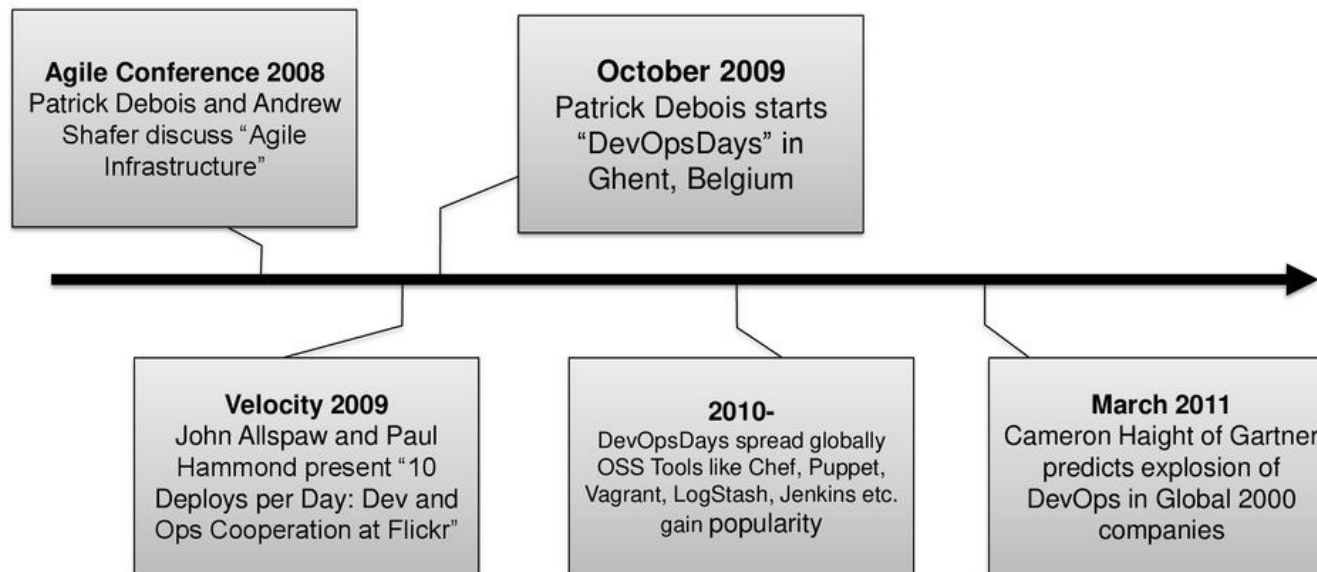 Agile Conference 2008
Patrick Debois and Andrew
Shafer discuss “Agile
Infrastructure”
October 2009
Patrick Debois starts
“DevOpsDays” in
Ghent, Belgium
Velocity 2009
John Allspaw and Paul
Hammond present “10
Deploys per Day: Dev and
Ops Cooperation at Flickr”
2010-
DevOpsDays spread globally
OSS Tools like Chef, Puppet,
Vagrant, LogStash, Jenkins etc.
gain popularity
March 2011
Cameron Haight of Gartner
predicts explosion of
DevOps in Global 2000
companies